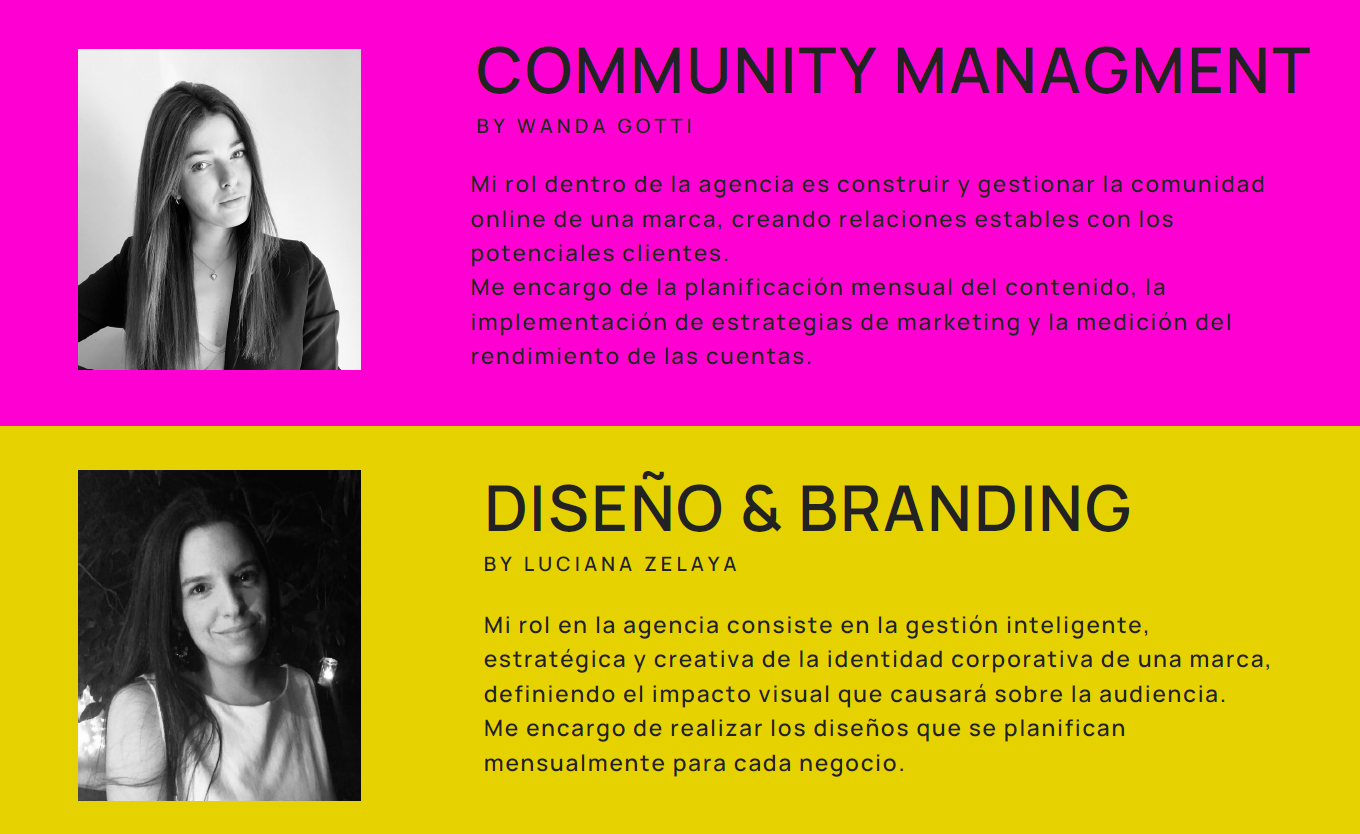 COMMUNITY MANAGMENT
BY WANDA GOTTI
Mi rol dentro de la agencia es construir y gestionar la comunidad
online de una marca, creando relaciones estables con los
potenciales clientes.
Me encargo de la planificación mensual del contenido, la
implementación de estrategias de marketing y la medición del
rendimiento de las cuentas.
DISEÑO & BRANDING
BY LUCIANA ZELAYA
Mi rol en la agencia consiste en la gestión inteligente,
estratégica y creativa de la identidad corporativa de una marca,
definiendo el impacto visual que causará sobre la audiencia.
Me encargo de realizar los diseños que se planifican
mensualmente para cada negocio.